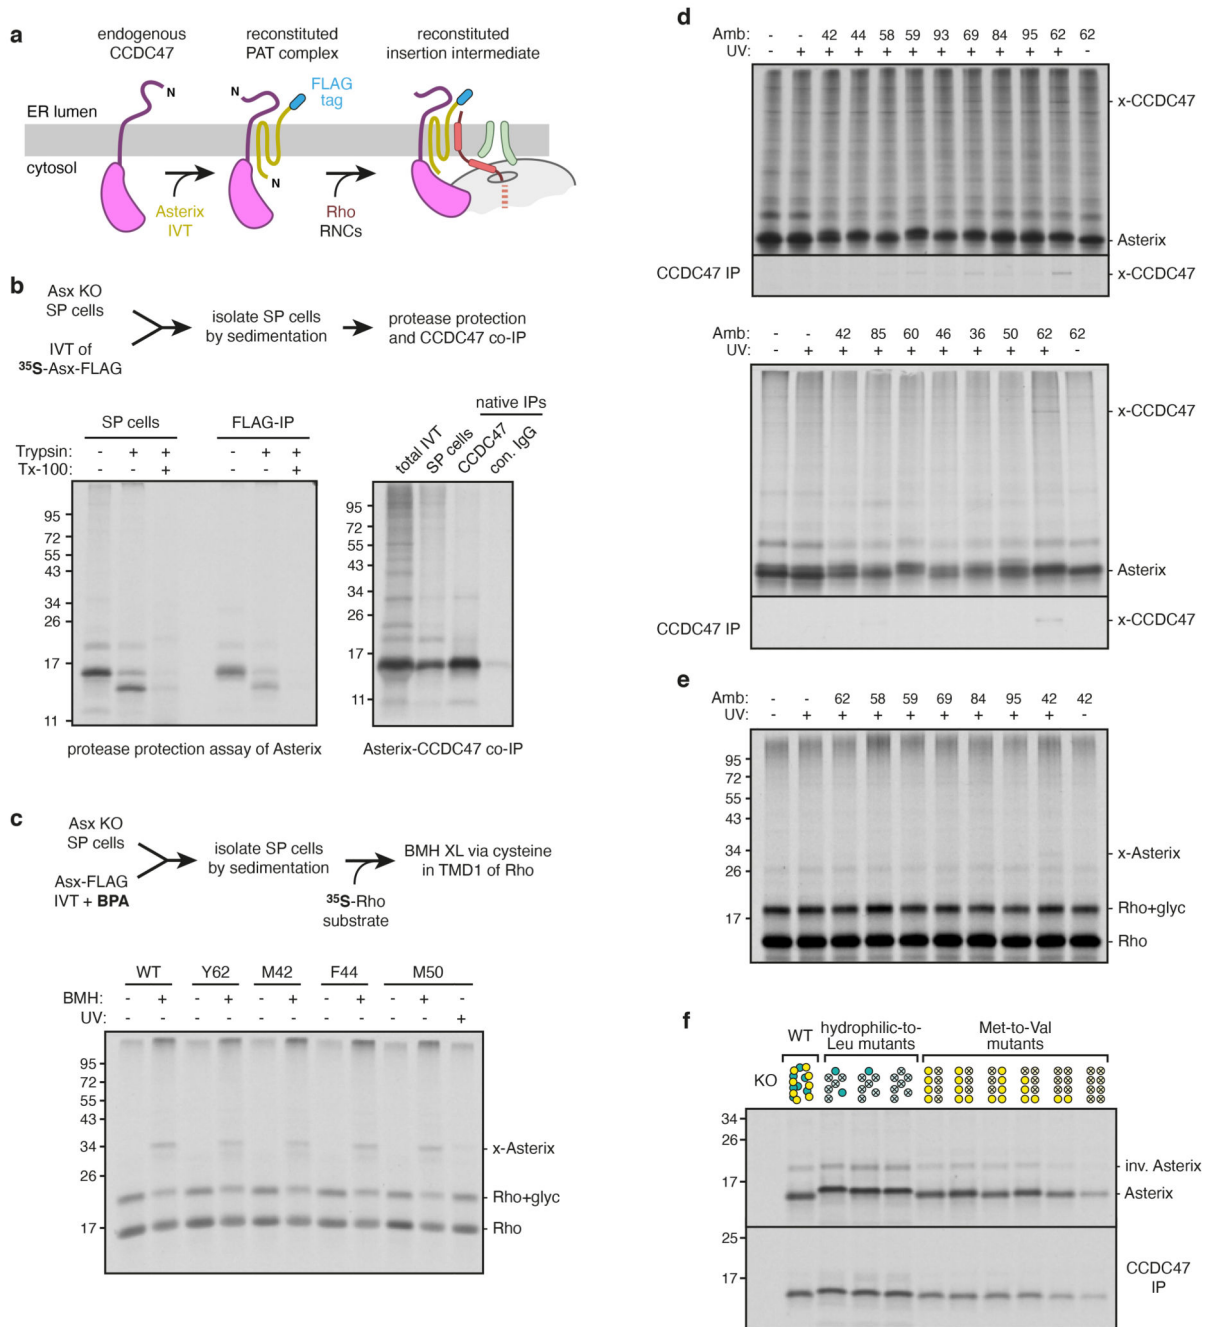 a
endogenous
CCDC47
reconstituted
PAT complex
reconstituted
insertion intermediate
N
N
FLAG
tag
ER lumen
cytosol
N
Asterix
IVT
Rho
RNCs
b
Asx KO
SP cells
IVT of
³⁵S-Asx-FLAG
isolate SP cells
by sedimentation
protease protection
and CCDC47 co-IP
SP cells
FLAG-IP
Trypsin: - + + - + +
Tx-100: - - + - - +
95
72
55
43
34
26
17
11
protease protection assay of Asterix
native IPs
total IVT
SP cells
CCDC47
con. IgG
95
72
55
43
34
26
17
11
Asterix-CCDC47 co-IP
c
Asx KO
SP cells
Asx-FLAG
IVT + BPA
isolate SP cells
by sedimentation
³⁵S-Rho
substrate
BMH XL via cysteine
in TMD1 of Rho
WT Y62 M42 F44 M50
BMH: - + - + - + - + - + -
UV: - - - - - - - - - - +
95
72
55
43
34
26
17
x-Asterix
Rho+glyc
Rho
d
Amb: - - 42 44 58 59 93 69 84 95 62 62
UV: - + + + + + + + + + + -
x-CCDC47
Asterix
CCDC47 IP
x-CCDC47
Amb: - - 42 85 60 46 36 50 62 62
UV: - + + + + + + + + -
x-CCDC47
Asterix
CCDC47 IP
x-CCDC47
e
Amb: - - 62 58 59 69 84 95 42 42
UV: - + + + + + + + + -
95
72
55
43
34
26
17
x-Asterix
Rho+glyc
Rho
f
KO
WT
hydrophilic-to-
Leu mutants
Met-to-Val
mutants
34
26
17
inv. Asterix
Asterix
25
17
CCDC47
IP